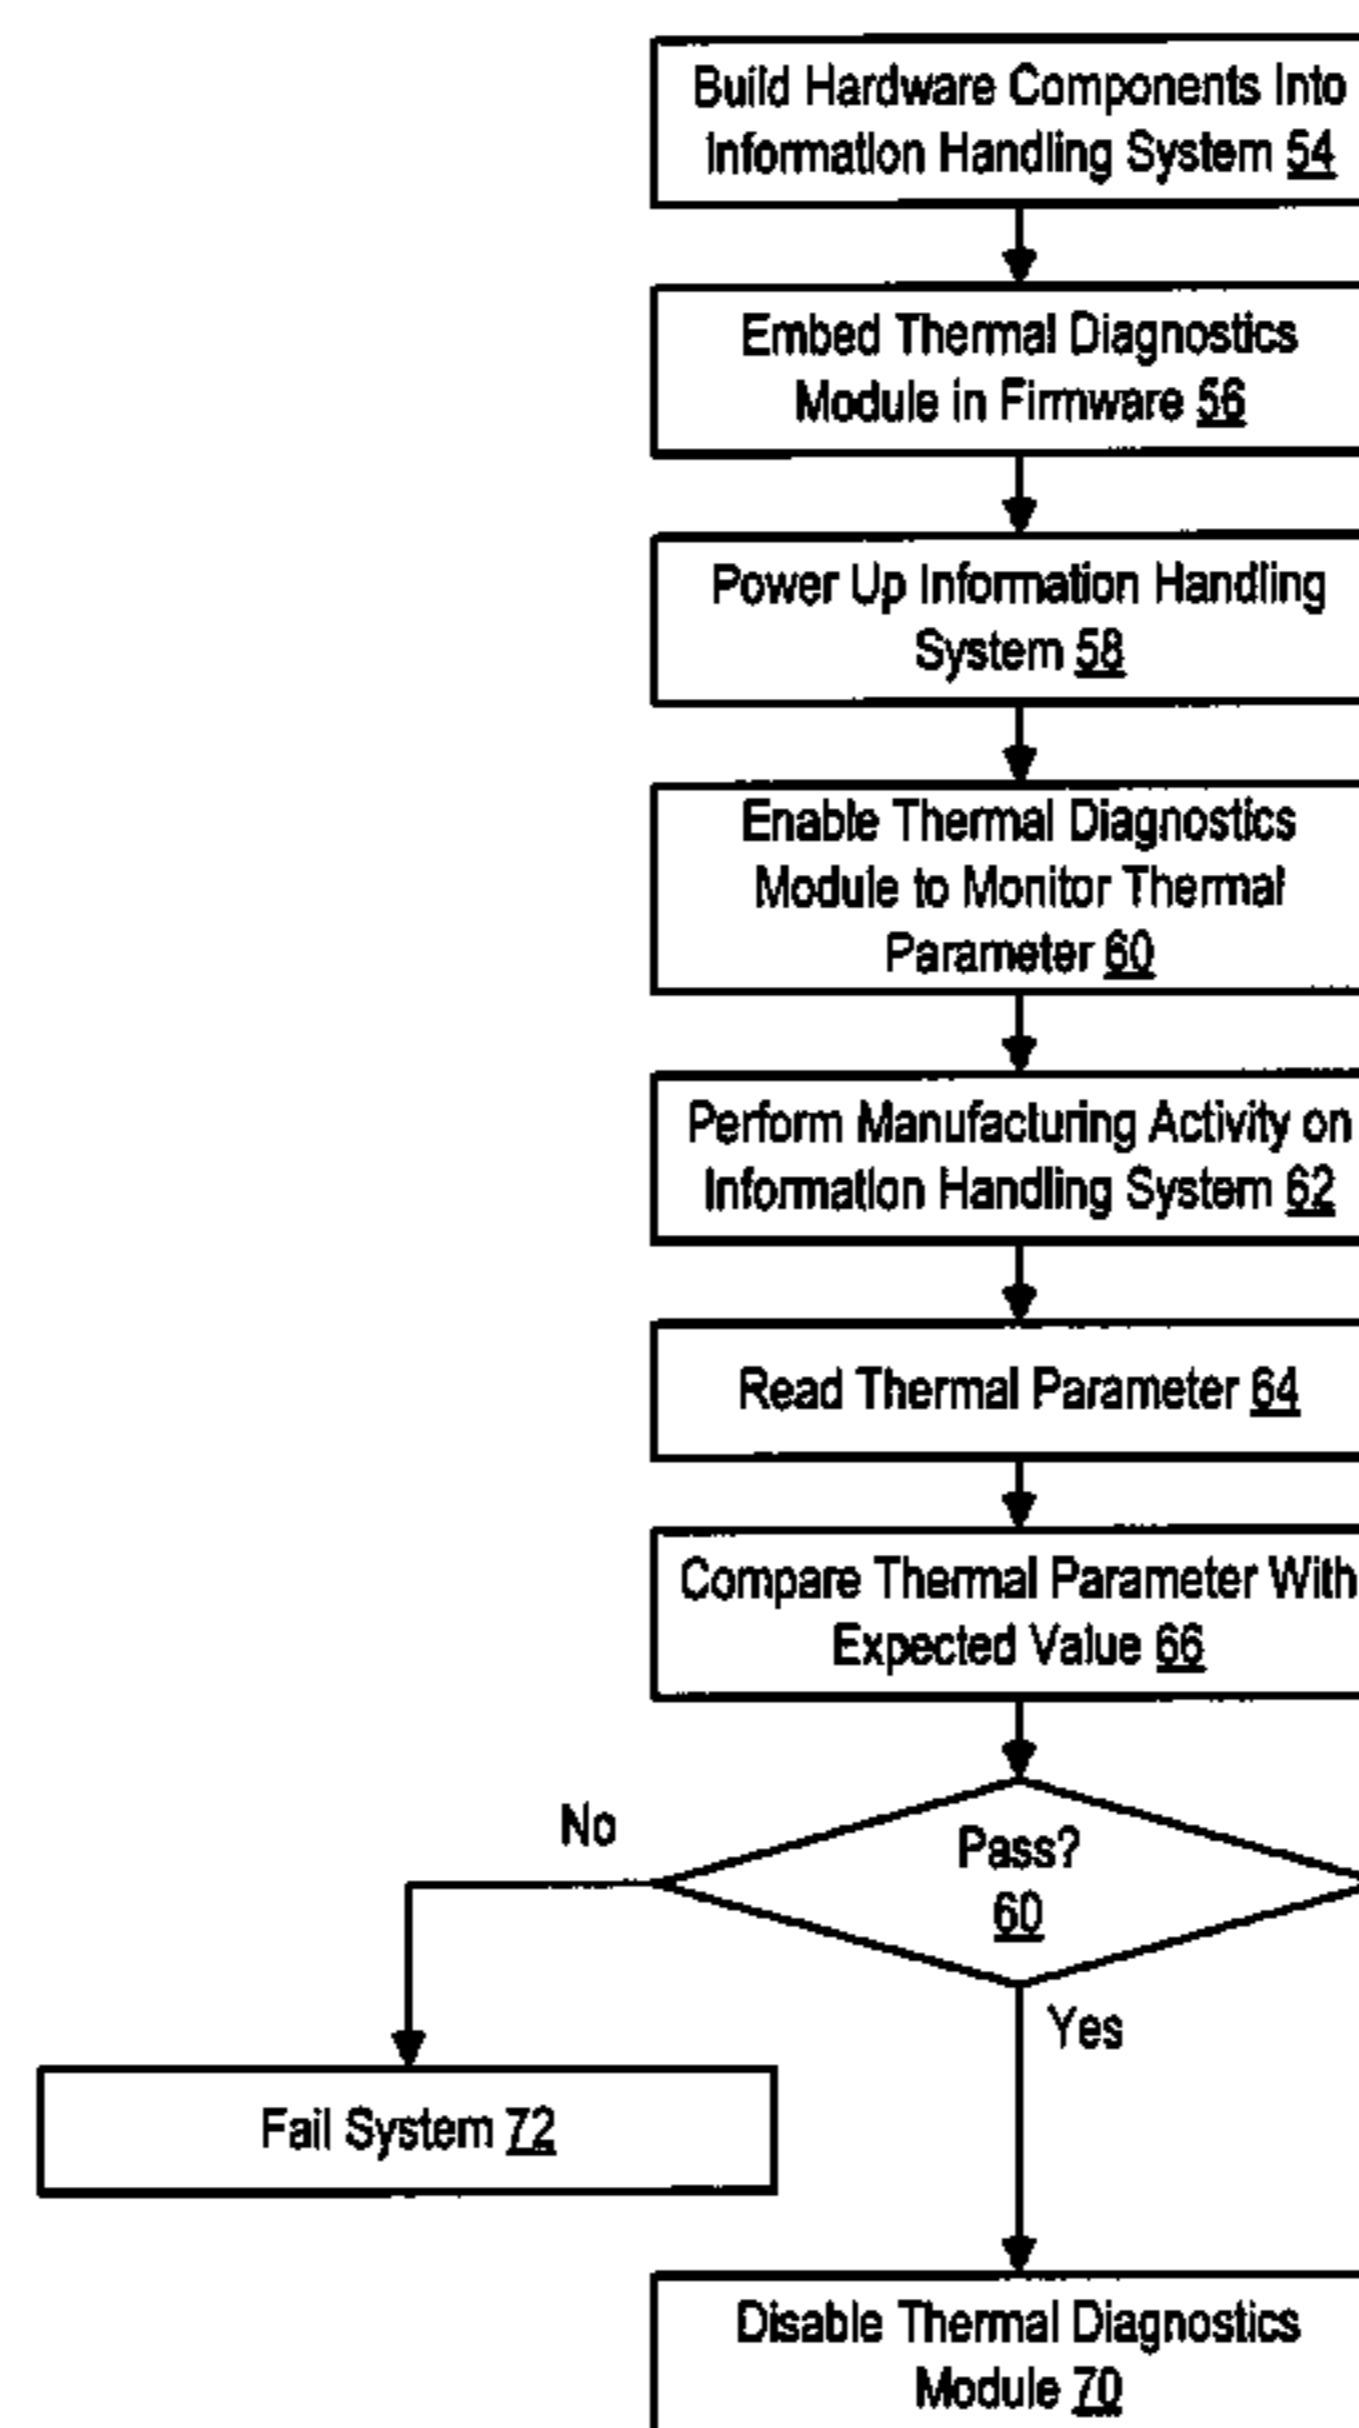 Build Hardware Components Into
Information Handling System 54
Embed Thermal Diagnostics
Module in Firmware 56
Power Up Information Handling
System 58
Enable Thermal Diagnostics
Module to Monitor Thermal
Parameter 60
Perform Manufacturing Activity on
Information Handling System 62
Read Thermal Parameter 64
Compare Thermal Parameter With
Expected Value 66
No
Pass?
60
Yes
Fail System 72
Disable Thermal Diagnostics
Module 70